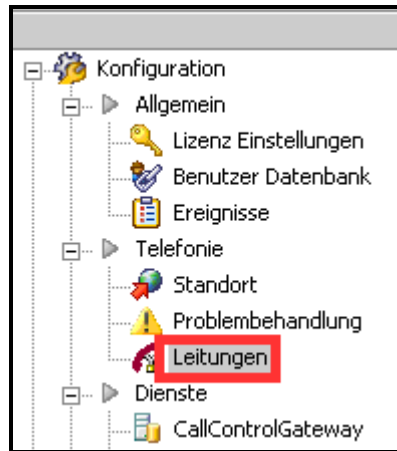 Konfiguration
Allgemein
Lizenz Einstellungen
Benutzer Datenbank
Ereignisse
Telefonie
Standort
Problembehandlung
Leitungen
Dienste
CallControlGateway